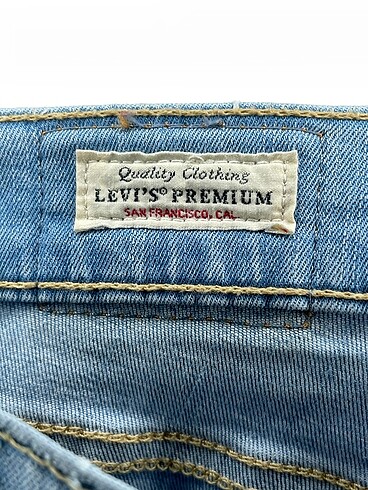 Quality Clothing
LEVI'S® PREMIUM
SAN FRANCISCO, CAL.